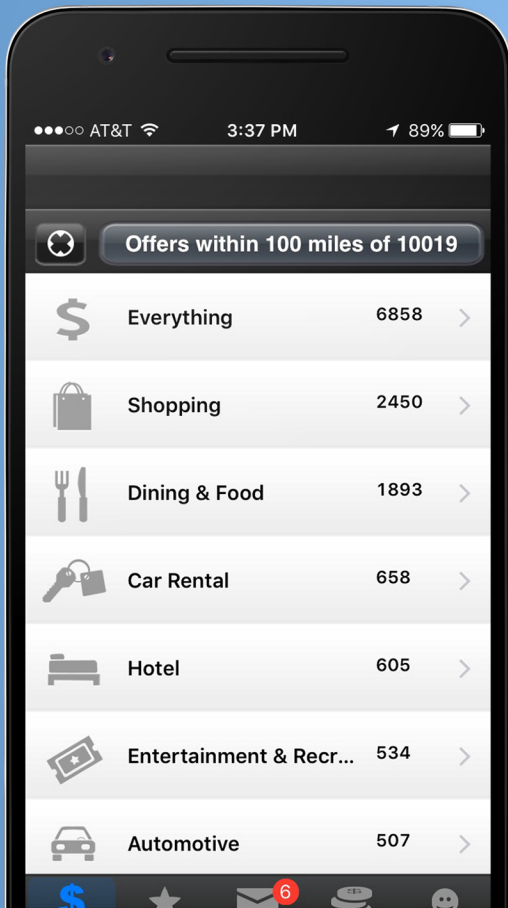 AT&T 3:37 PM 89%
Offers within 100 miles of 10019
Everything 6858
Shopping 2450
Dining & Food 1893
Car Rental 658
Hotel 605
Entertainment & Recr... 534
Automotive 507
6